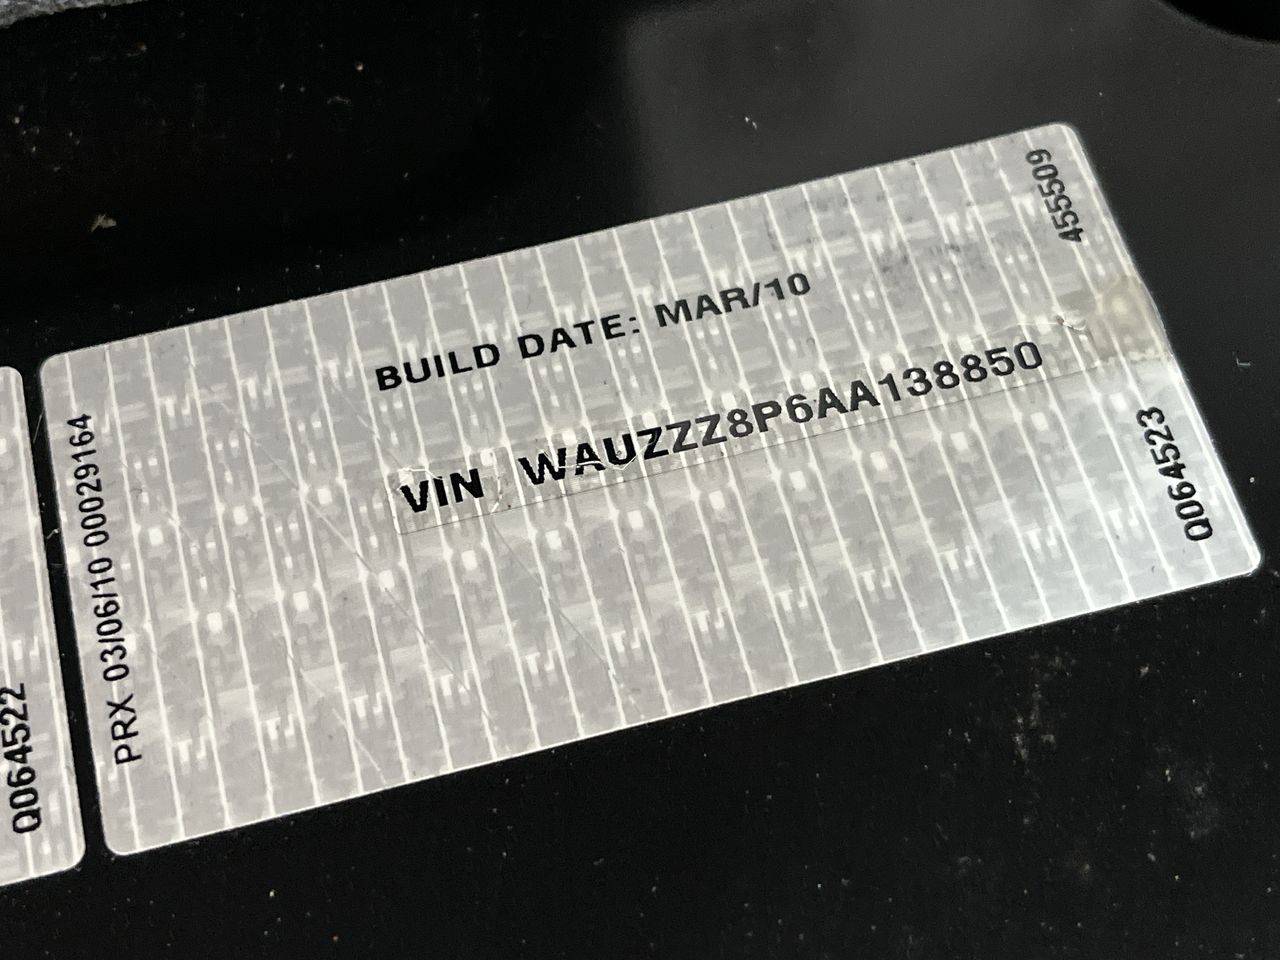 BUILD DATE: MAR/10
VIN WAUZZZ8P6AA138850
PRX 03/06/10 00029164
455509
Q064523
Q064522